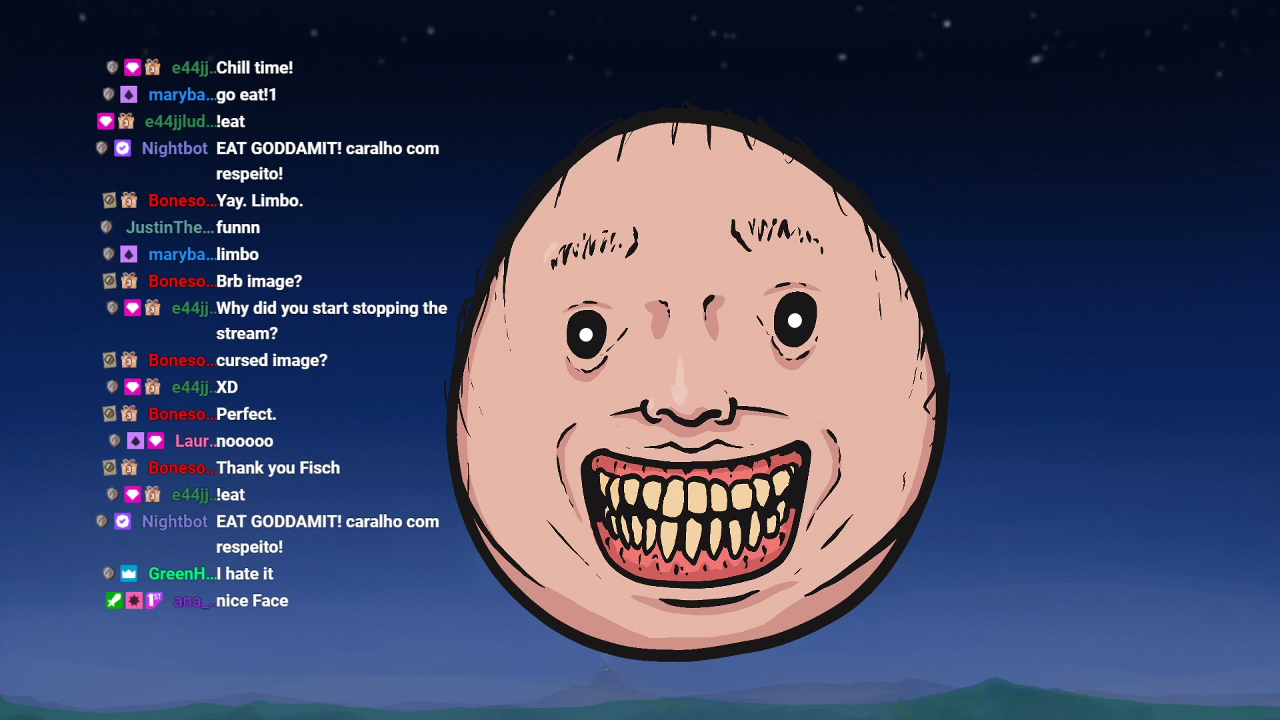 e44jj..Chill time!
maryba...go eat!1
e44jjlud...!eat
Nightbot EAT GODDAMIT! caralho com
respeito!
Boneso...Yay. Limbo.
JustinThe...funnn
maryba...limbo
Boneso...Brb image?
e44jj..Why did you start stopping the
stream?
Boneso...cursed image?
e44jj..XD
Boneso...Perfect.
Laur..nooooo
Boneso...Thank you Fisch
e44jj..!eat
Nightbot EAT GODDAMIT! caralho com
respeito!
GreenH...I hate it
1ST ana_..nice Face